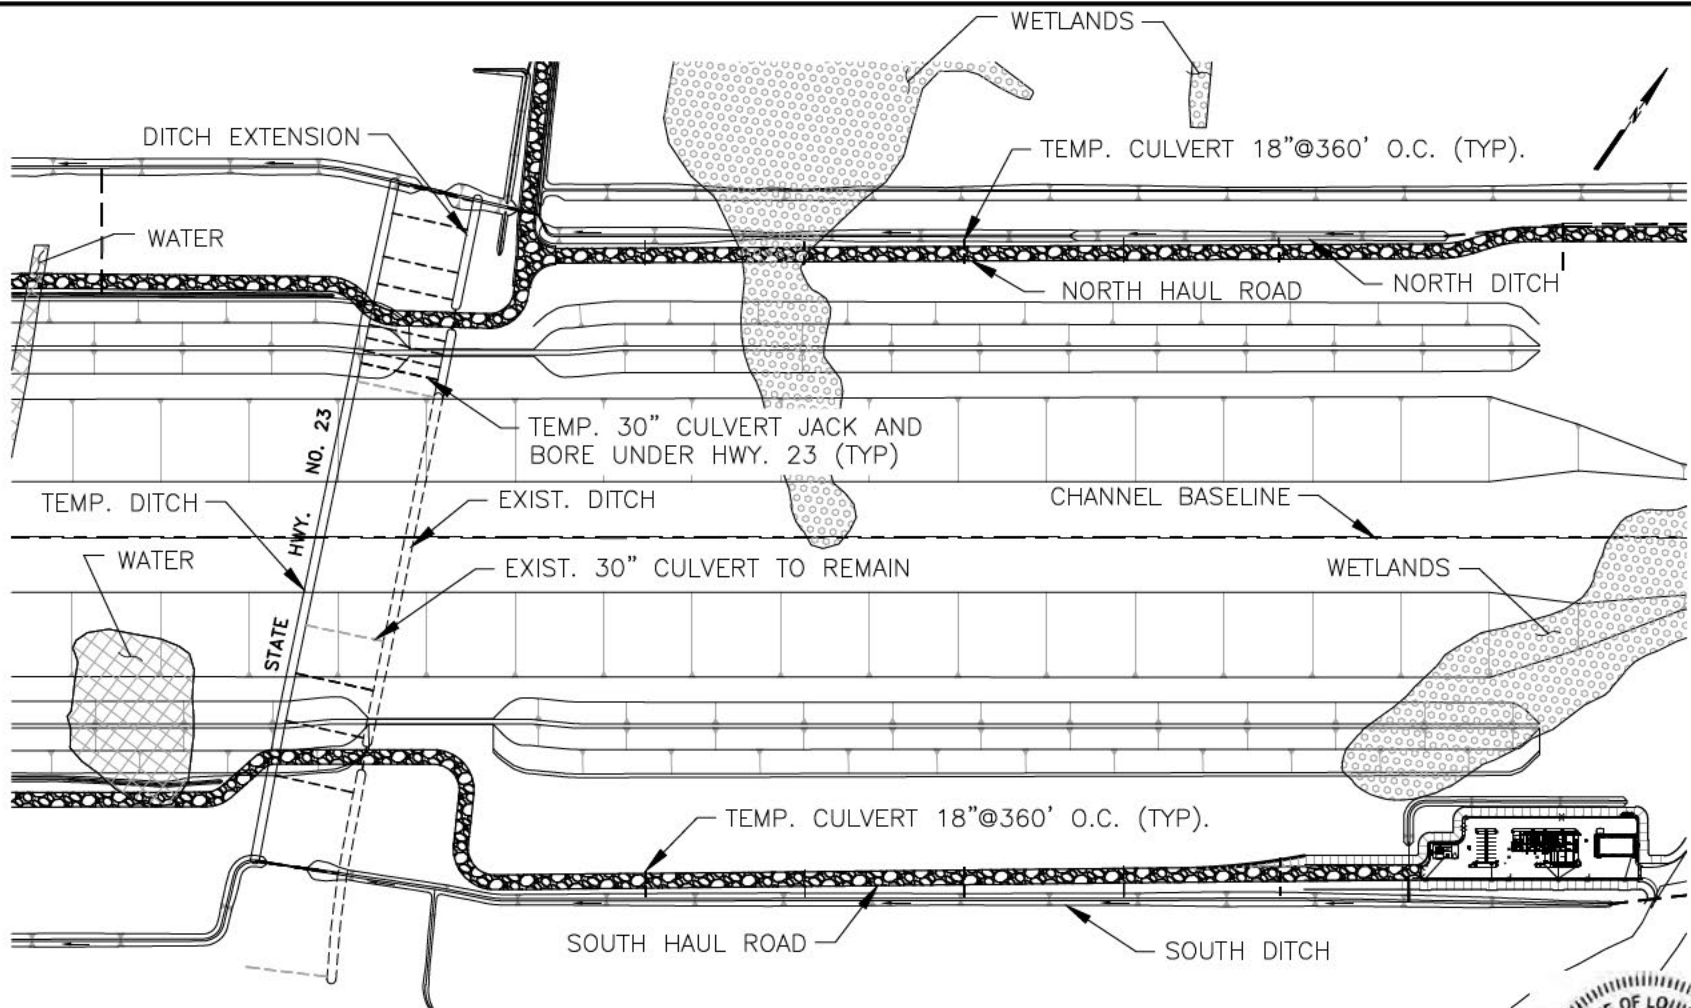 WETLANDS
DITCH EXTENSION
TEMP. CULVERT 18”@360’ O.C. (TYP).
N
WATER
NORTH HAUL ROAD
NORTH DITCH
TEMP. 30” CULVERT JACK AND
BORE UNDER HWY. 23 (TYP)
STATE HWY. NO. 23
TEMP. DITCH
EXIST. DITCH
CHANNEL BASELINE
WATER
EXIST. 30” CULVERT TO REMAIN
WETLANDS
TEMP. CULVERT 18”@360’ O.C. (TYP).
SOUTH HAUL ROAD
SOUTH DITCH
OF